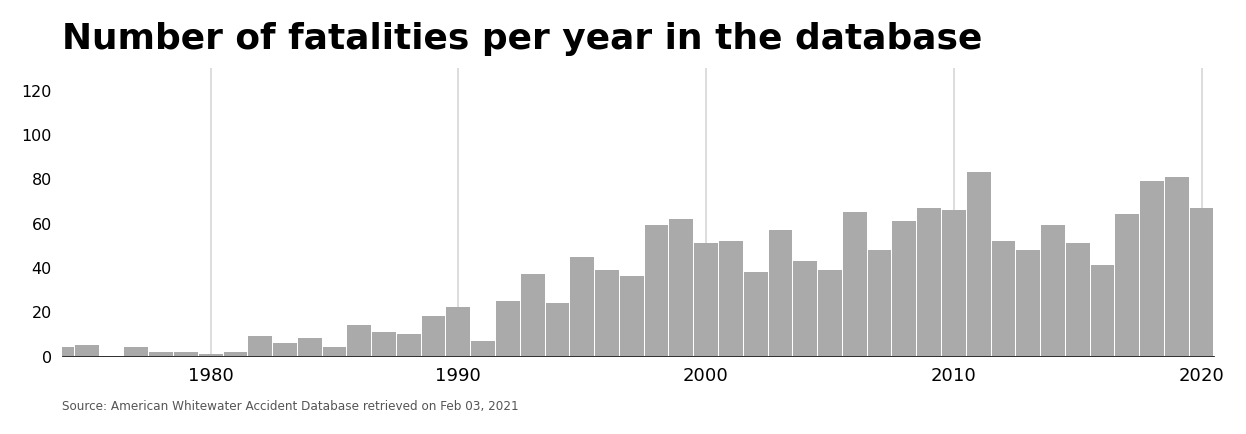 Number of fatalities per year in the database
120
100
80
60
40
20
0
1980 1990 2000 2010 2020
Source: American Whitewater Accident Database retrieved on Feb 03, 2021